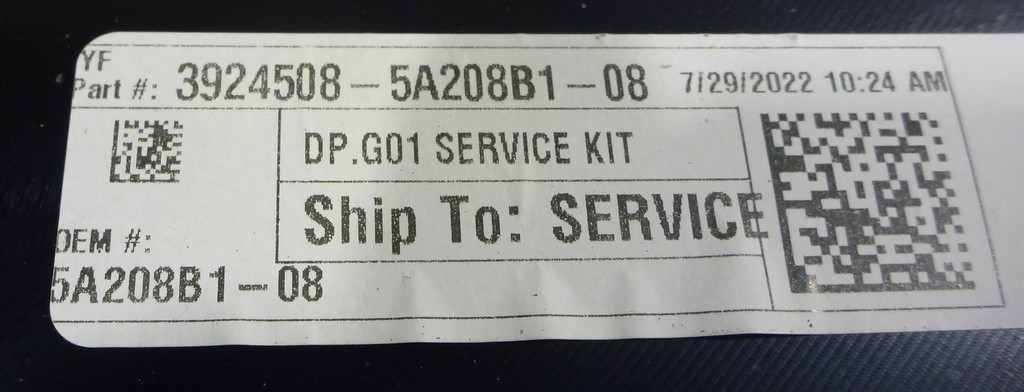 YF
Part #: 3924508-5A208B1-08 7/29/2022 10:24 AM
DP.G01 SERVICE KIT
Ship To: SERVICE
OEM #:
5A208B1-08